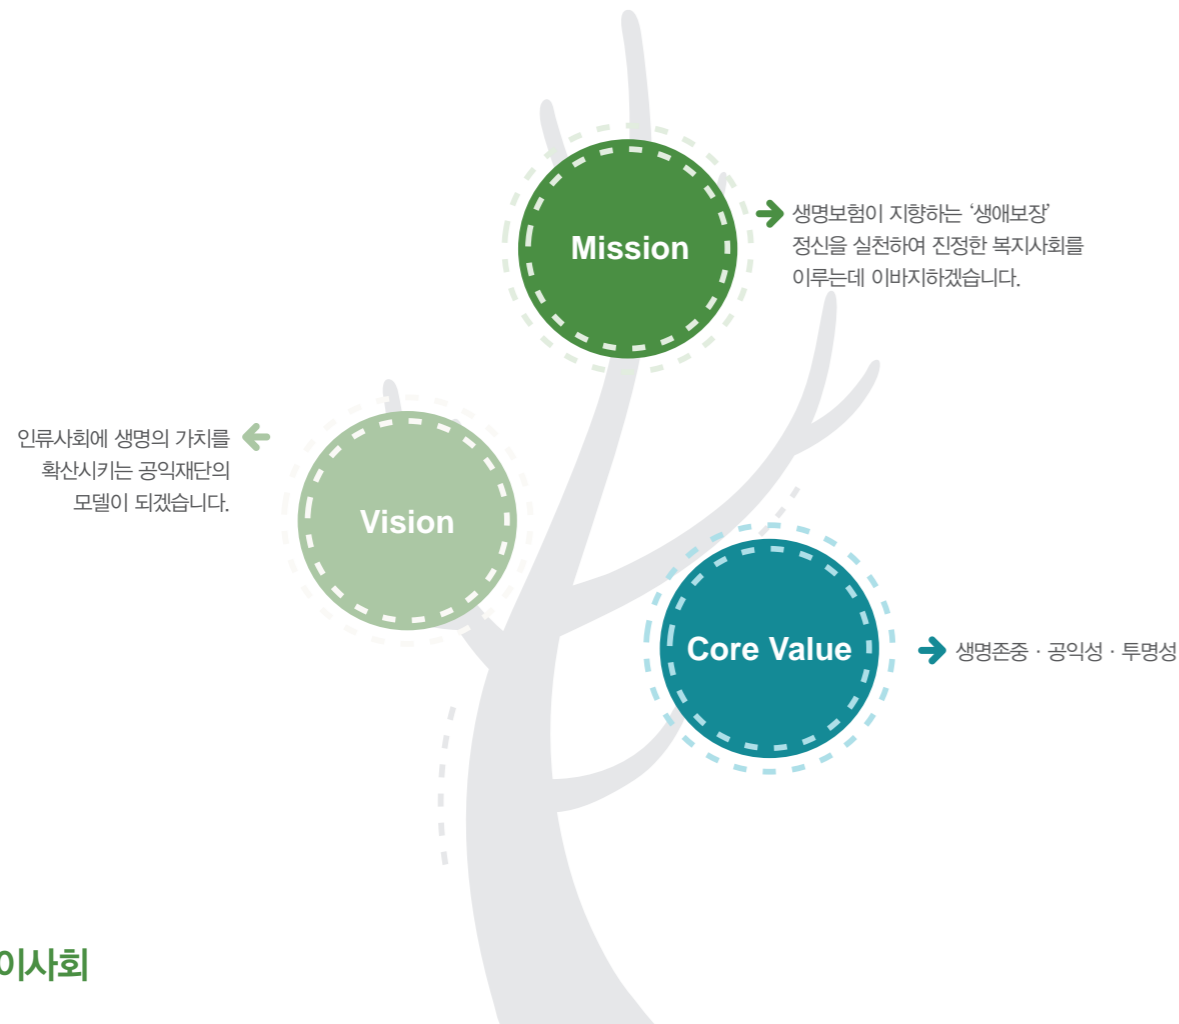 Mission
생명보험이 지향하는 ‘생애보장’
정신을 실천하여 진정한 복지사회를
이루는데 이바지하겠습니다.
Vision
인류사회에 생명의 가치를
확산시키는 공익재단의
모델이 되겠습니다.
Core Value
생명존중 · 공익성 · 투명성
이사회